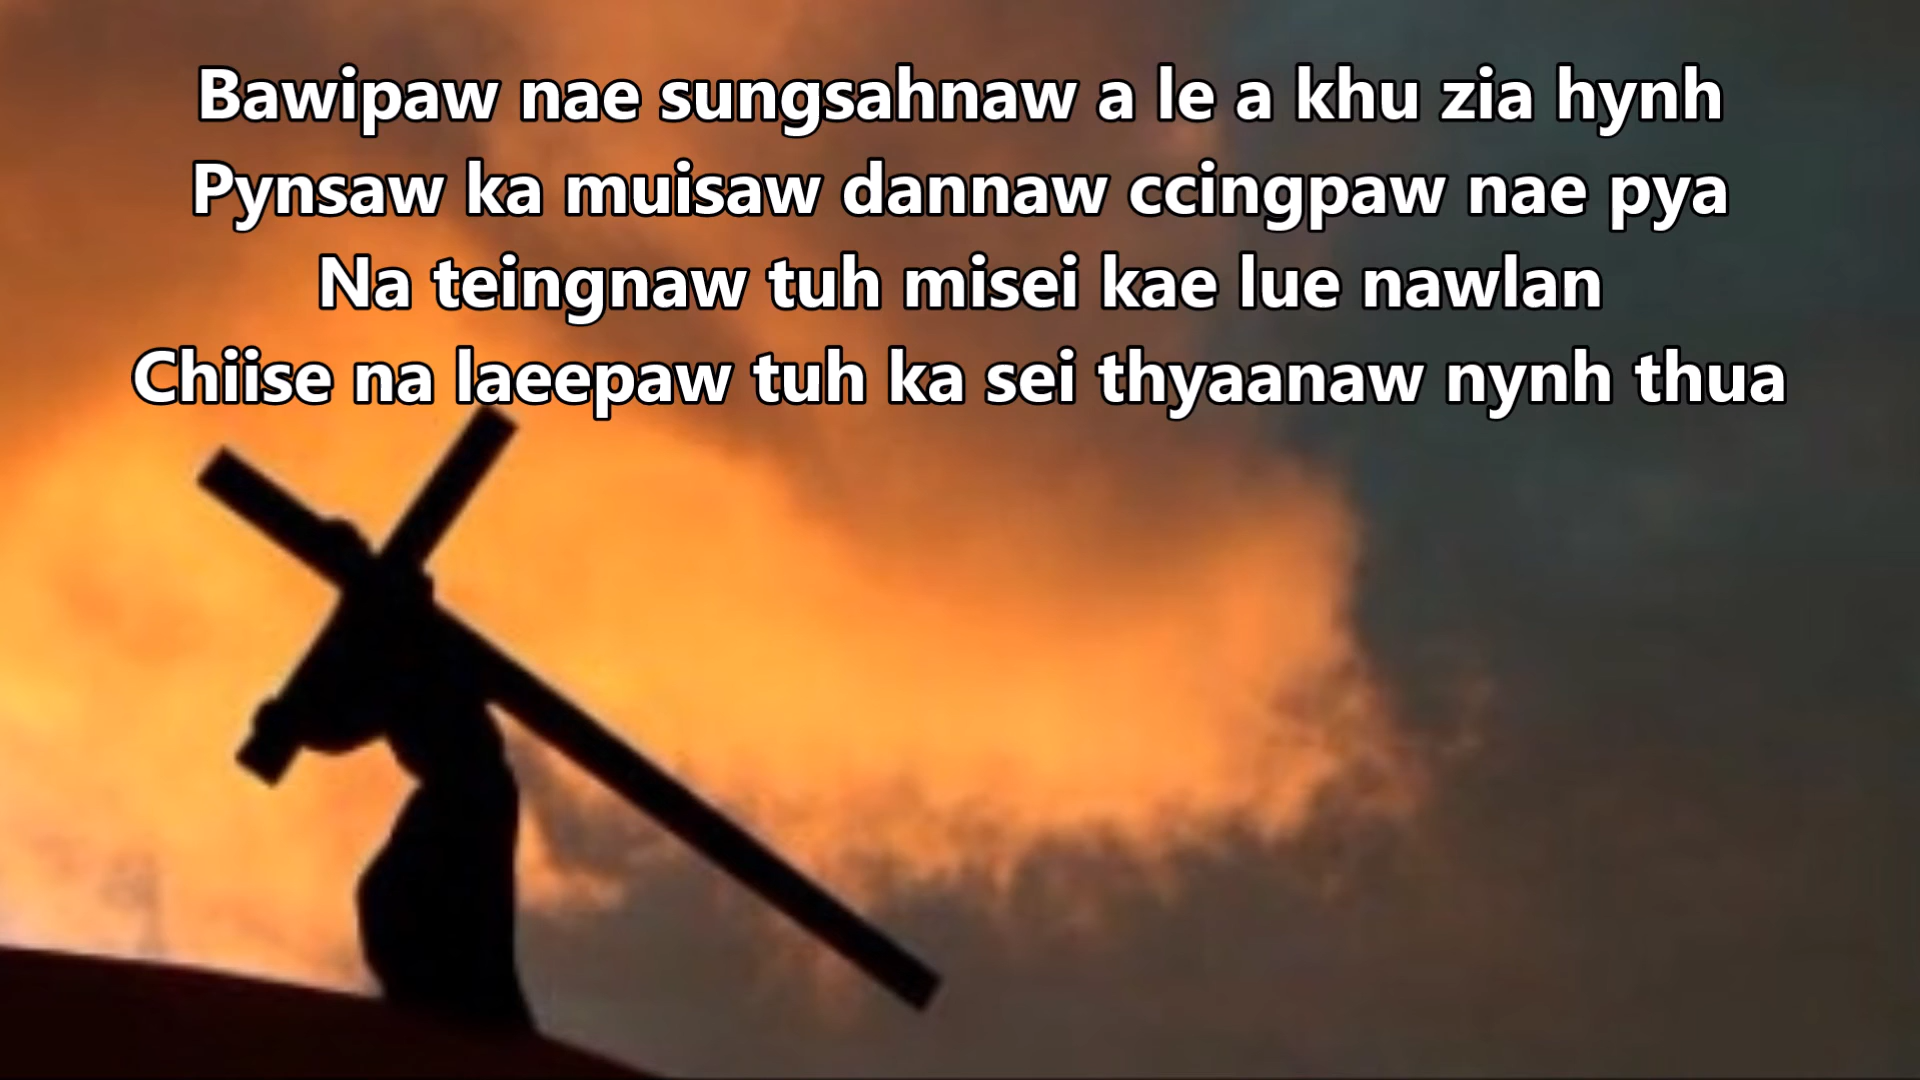 Bawipaw nae sungsahnaw a le a khu zia hynh
Pynsaw ka muisaw dannaw ccingpaw nae pya
Na teingnaw tuh misei kae lue nawlan
Chiise na laeepaw tuh ka sei thyaanaw nynh thua